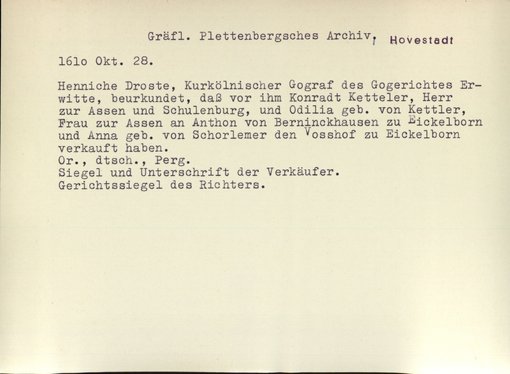 Gräfl. Plettenbergsches Archiv, Hovestadt
161o Okt. 28.
Henniche Droste, Kurkölnischer Gograf des Gogerichtes Er-
witte, beurkundet, daß vor ihm Konradt Ketteler, Herr
zur Assen und Schulenburg, und Odilia geb. von Kettler,
Frau zur Assen an Anthon von Berninckhausen zu Eickelborn
und Anna geb. von Schorlemer den Vosshof zu Eickelborn
verkauft haben.
Or., dtsch., Perg.
Siegel und Unterschrift der Verkäufer.
Gerichtssiegel des Richters.